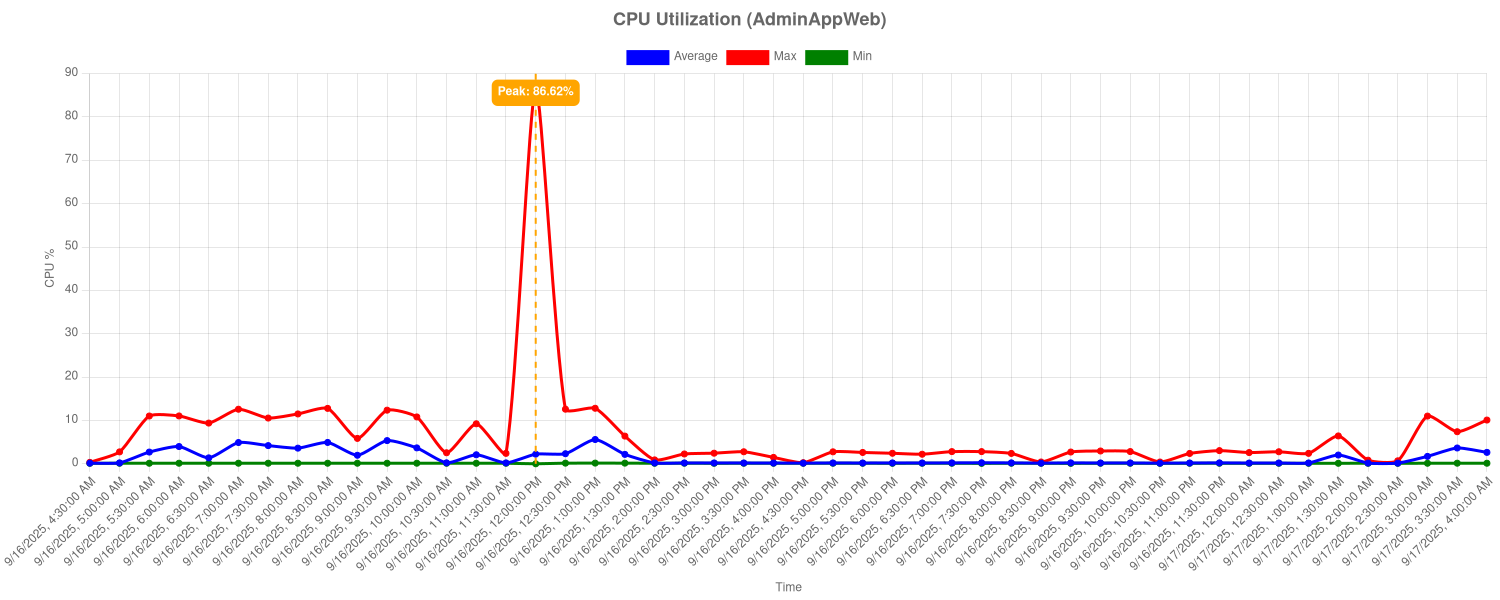 CPU Utilization (AdminAppWeb)
Average Max Min
Peak: 86.62%
CPU %
90
80
70
60
50
40
30
20
10
0
9/16/2025, 4:30:00 AM
9/16/2025, 5:00:00 AM
9/16/2025, 5:30:00 AM
9/16/2025, 6:00:00 AM
9/16/2025, 6:30:00 AM
9/16/2025, 7:00:00 AM
9/16/2025, 7:30:00 AM
9/16/2025, 8:00:00 AM
9/16/2025, 8:30:00 AM
9/16/2025, 9:00:00 AM
9/16/2025, 9:30:00 AM
9/16/2025, 10:00:00 AM
9/16/2025, 10:30:00 AM
9/16/2025, 11:00:00 AM
9/16/2025, 11:30:00 AM
9/16/2025, 12:00:00 PM
9/16/2025, 12:30:00 PM
9/16/2025, 1:00:00 PM
9/16/2025, 1:30:00 PM
9/16/2025, 2:00:00 PM
9/16/2025, 2:30:00 PM
9/16/2025, 3:00:00 PM
9/16/2025, 3:30:00 PM
9/16/2025, 4:00:00 PM
9/16/2025, 4:30:00 PM
9/16/2025, 5:00:00 PM
9/16/2025, 5:30:00 PM
9/16/2025, 6:00:00 PM
9/16/2025, 6:30:00 PM
9/16/2025, 7:00:00 PM
9/16/2025, 7:30:00 PM
9/16/2025, 8:00:00 PM
9/16/2025, 8:30:00 PM
9/16/2025, 9:00:00 PM
9/16/2025, 9:30:00 PM
9/16/2025, 10:00:00 PM
9/16/2025, 10:30:00 PM
9/16/2025, 11:00:00 PM
9/16/2025, 11:30:00 PM
9/17/2025, 12:00:00 AM
9/17/2025, 12:30:00 AM
9/17/2025, 1:00:00 AM
9/17/2025, 1:30:00 AM
9/17/2025, 2:00:00 AM
9/17/2025, 2:30:00 AM
9/17/2025, 3:00:00 AM
9/17/2025, 3:30:00 AM
9/17/2025, 4:00:00 AM
Time